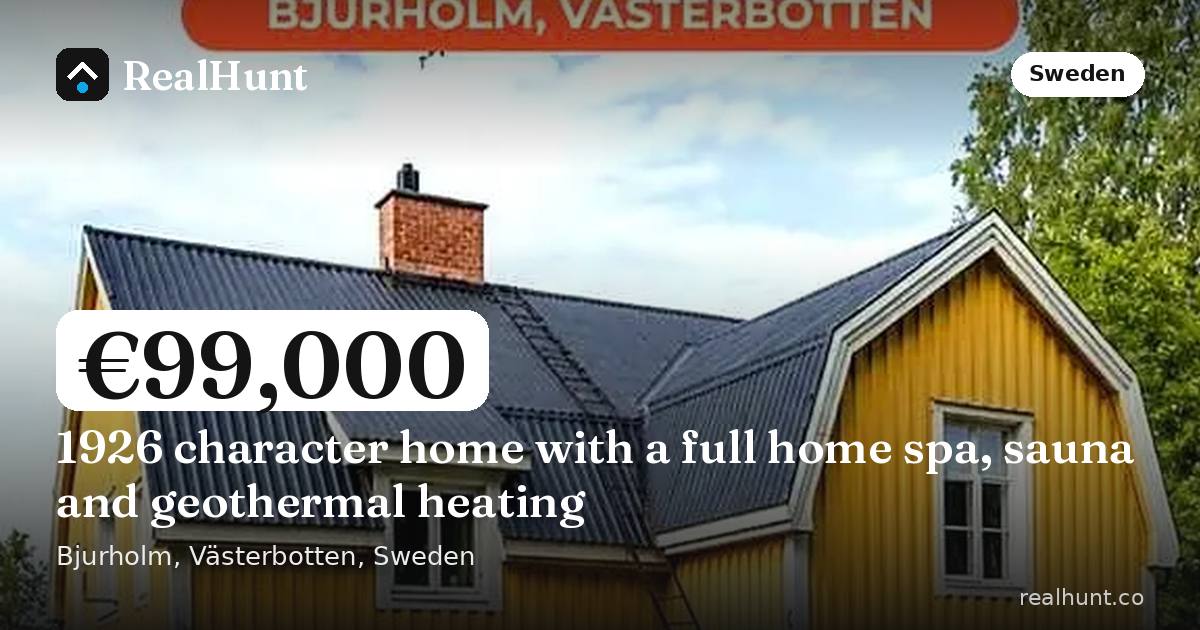 BJURHOLM, VÄSTERBOTTEN
RealHunt
Sweden
€99,000
1926 character home with a full home spa, sauna
and geothermal heating
Bjurholm, Västerbotten, Sweden
realhunt.co